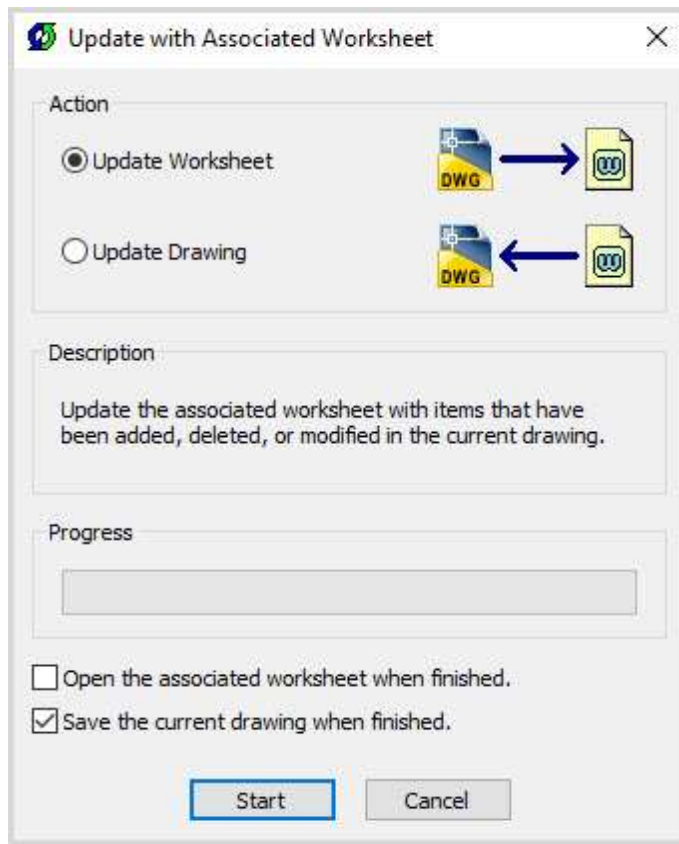 Update with Associated Worksheet
Action
Update Worksheet
DWG
Update Drawing
DWG
Description
Update the associated worksheet with items that have
been added, deleted, or modified in the current drawing.
Progress
Open the associated worksheet when finished.
Save the current drawing when finished.
Start Cancel